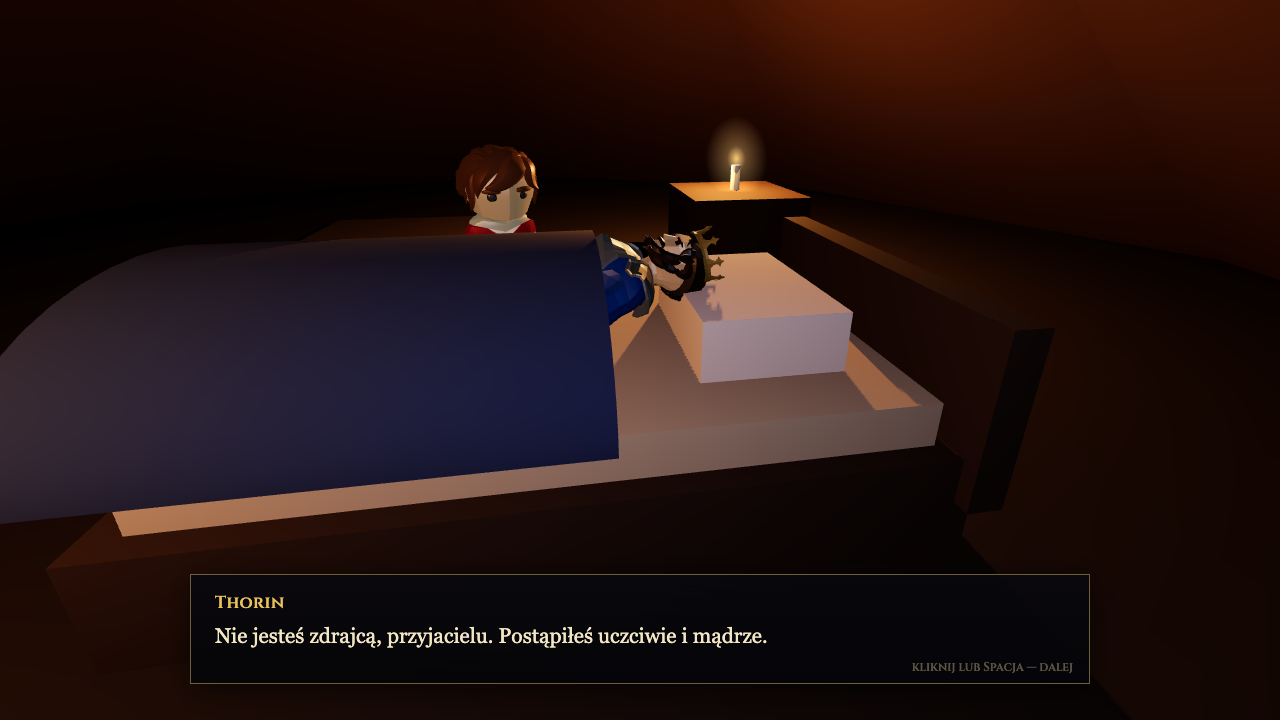 Thorin
Nie jesteś zdrajcą, przyjacielu. Postąpiłeś uczciwie i mądrze.
kliknij lub Spacja — dalej